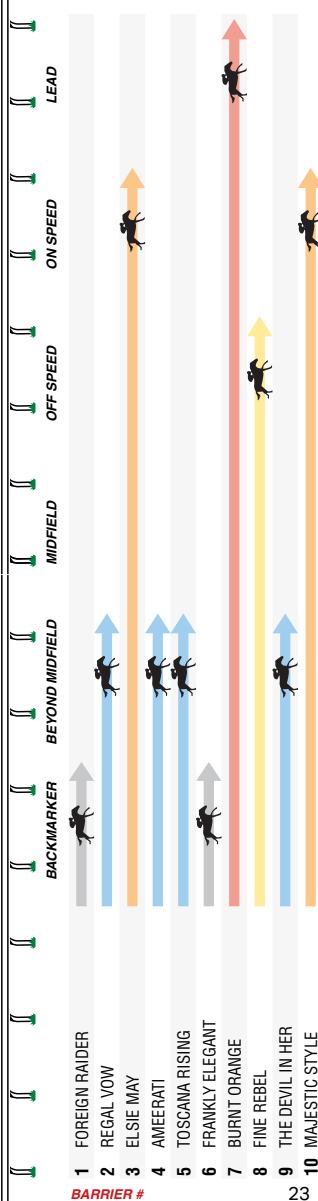 BACKMARKER BEYOND MIDFIELD MIDFIELD OFF SPEED ON SPEED LEAD
1 FOREIGN RAIDER
2 REGAL VOW
3 ELSIE MAY
4 AMEERATI
5 TOSCANA RISING
6 FRANKLY ELEGANT
7 BURNT ORANGE
8 FINE REBEL
9 THE DEVIL IN HER
10 MAJESTIC STYLE
BARRIER #
23